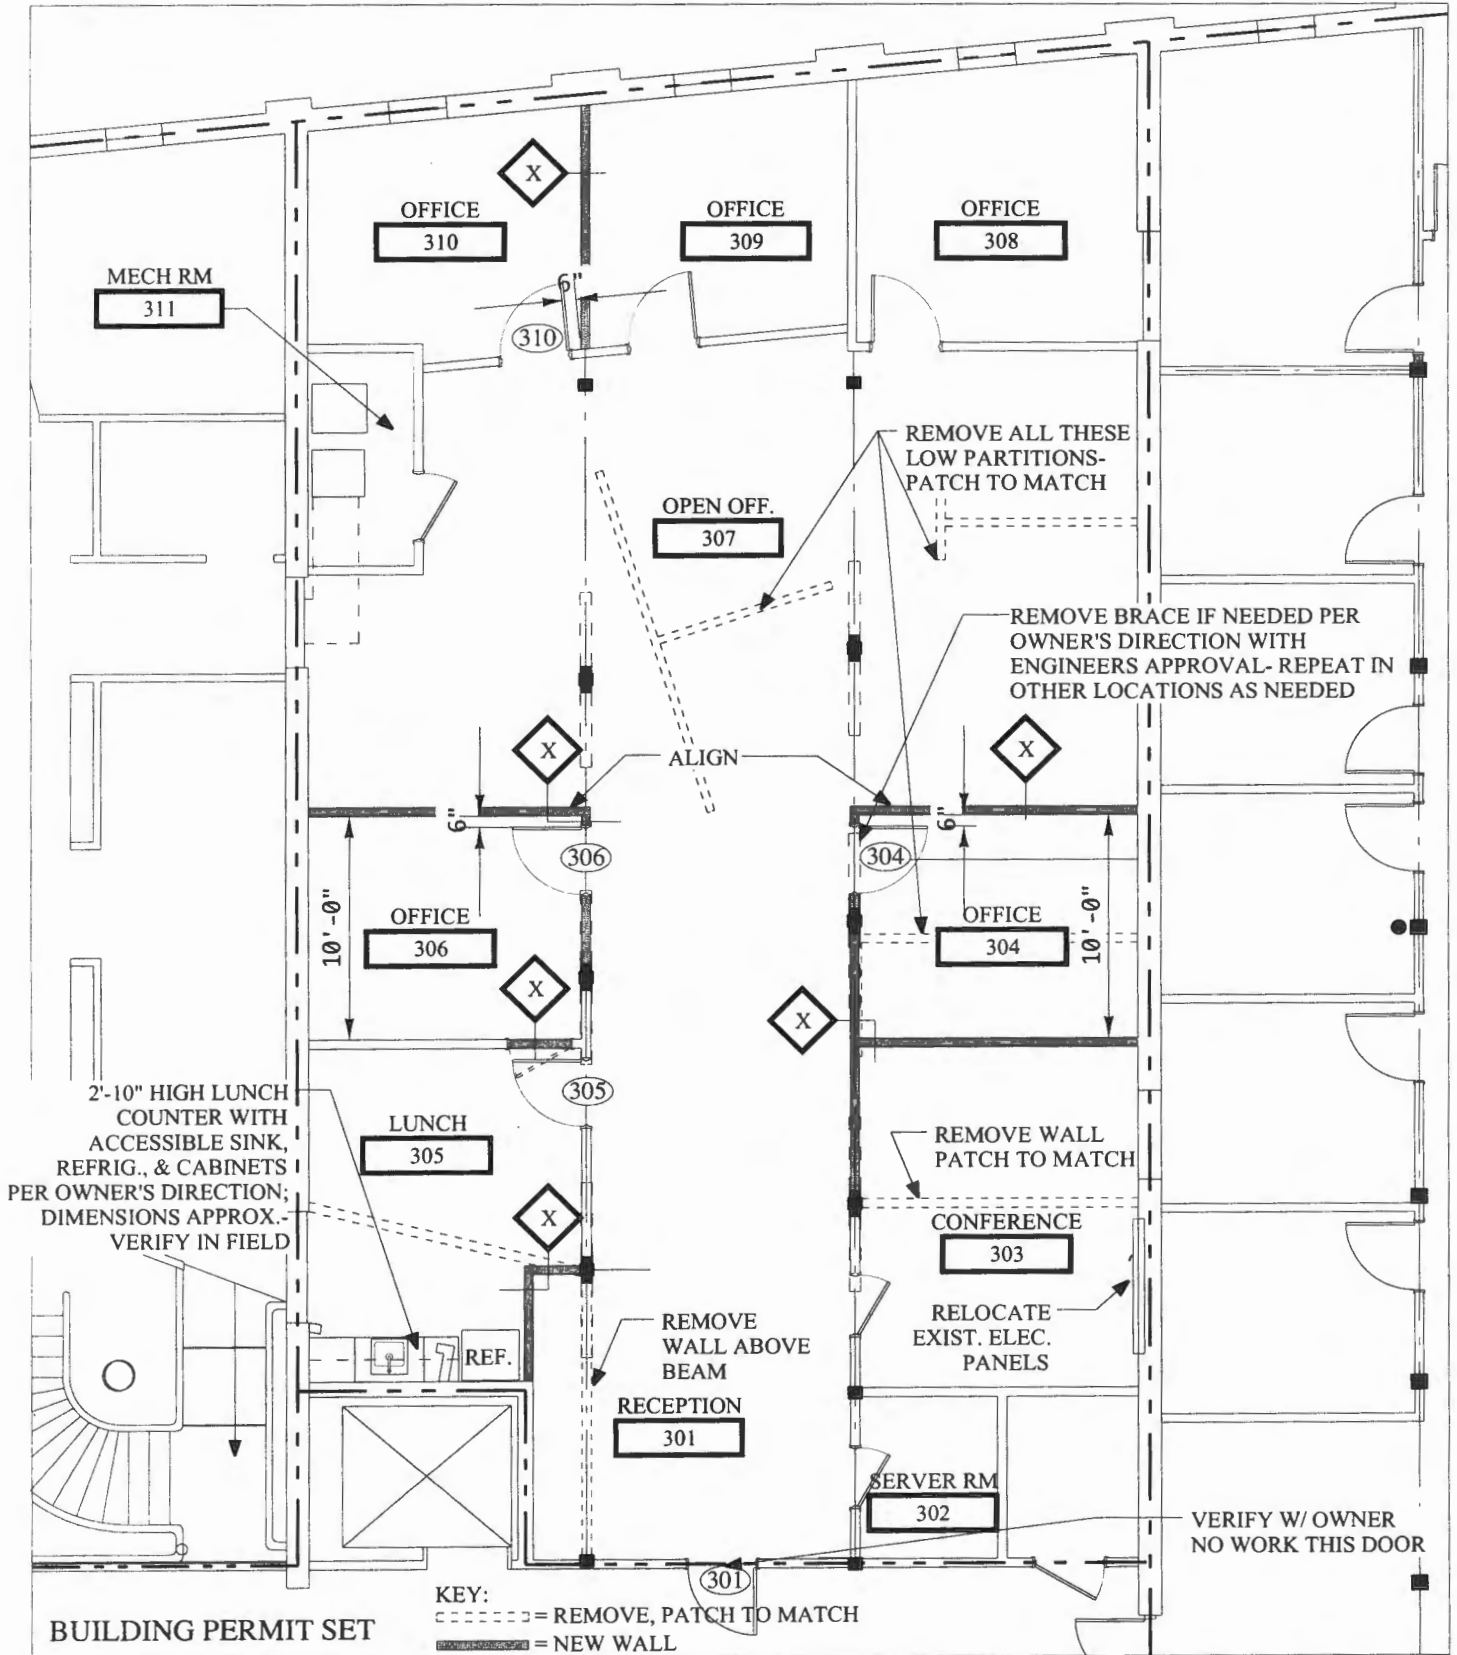 X
OFFICE
310
OFFICE
309
OFFICE
308
MECH RM
311
6"
310
REMOVE ALL THESE
LOW PARTITIONS-
PATCH TO MATCH
OPEN OFF.
307
REMOVE BRACE IF NEEDED PER
OWNER'S DIRECTION WITH
ENGINEERS APPROVAL- REPEAT IN
OTHER LOCATIONS AS NEEDED
X
ALIGN
X
6"
6"
306
304
10'-0"
OFFICE
306
OFFICE
304
10'-0"
X
X
305
2'-10" HIGH LUNCH
COUNTER WITH
ACCESSIBLE SINK,
REFRIG., & CABINETS
PER OWNER'S DIRECTION;
DIMENSIONS APPROX.-
VERIFY IN FIELD
LUNCH
305
REMOVE WALL
PATCH TO MATCH
X
CONFERENCE
303
REMOVE
WALL ABOVE
BEAM
RELOCATE
EXIST. ELEC.
PANELS
REF.
RECEPTION
301
SERVER RM
302
VERIFY W/ OWNER
NO WORK THIS DOOR
301
KEY:
= REMOVE, PATCH TO MATCH
= NEW WALL
BUILDING PERMIT SET